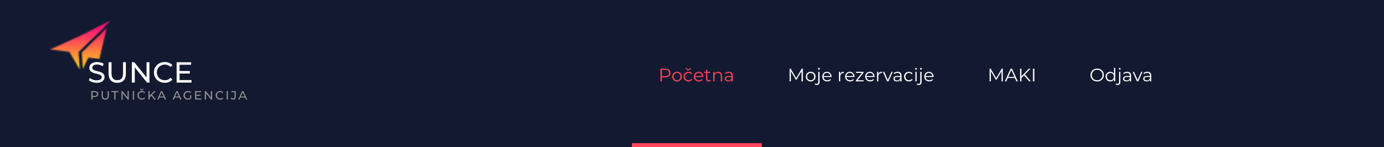 SUNCE
PUTNIČKA AGENCIJA
Početna Moje rezervacije MAKI Odjava